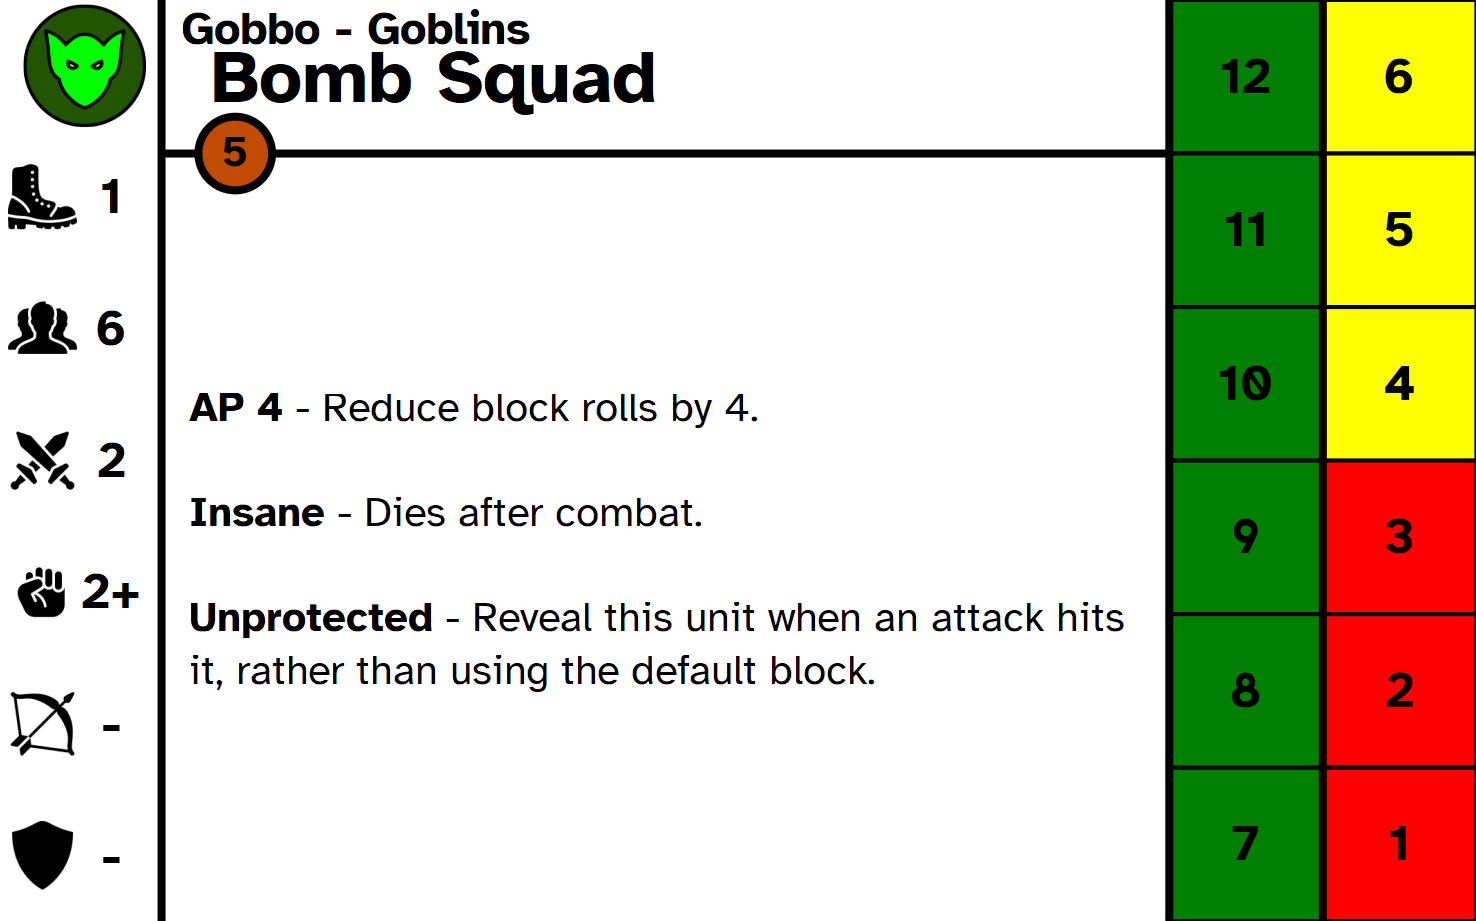 Gobbo - Goblins
Bomb Squad
5
1
6
2
2+
-
-
AP 4 - Reduce block rolls by 4.
Insane - Dies after combat.
Unprotected - Reveal this unit when an attack hits
it, rather than using the default block.
12 6
11 5
10 4
9 3
8 2
7 1